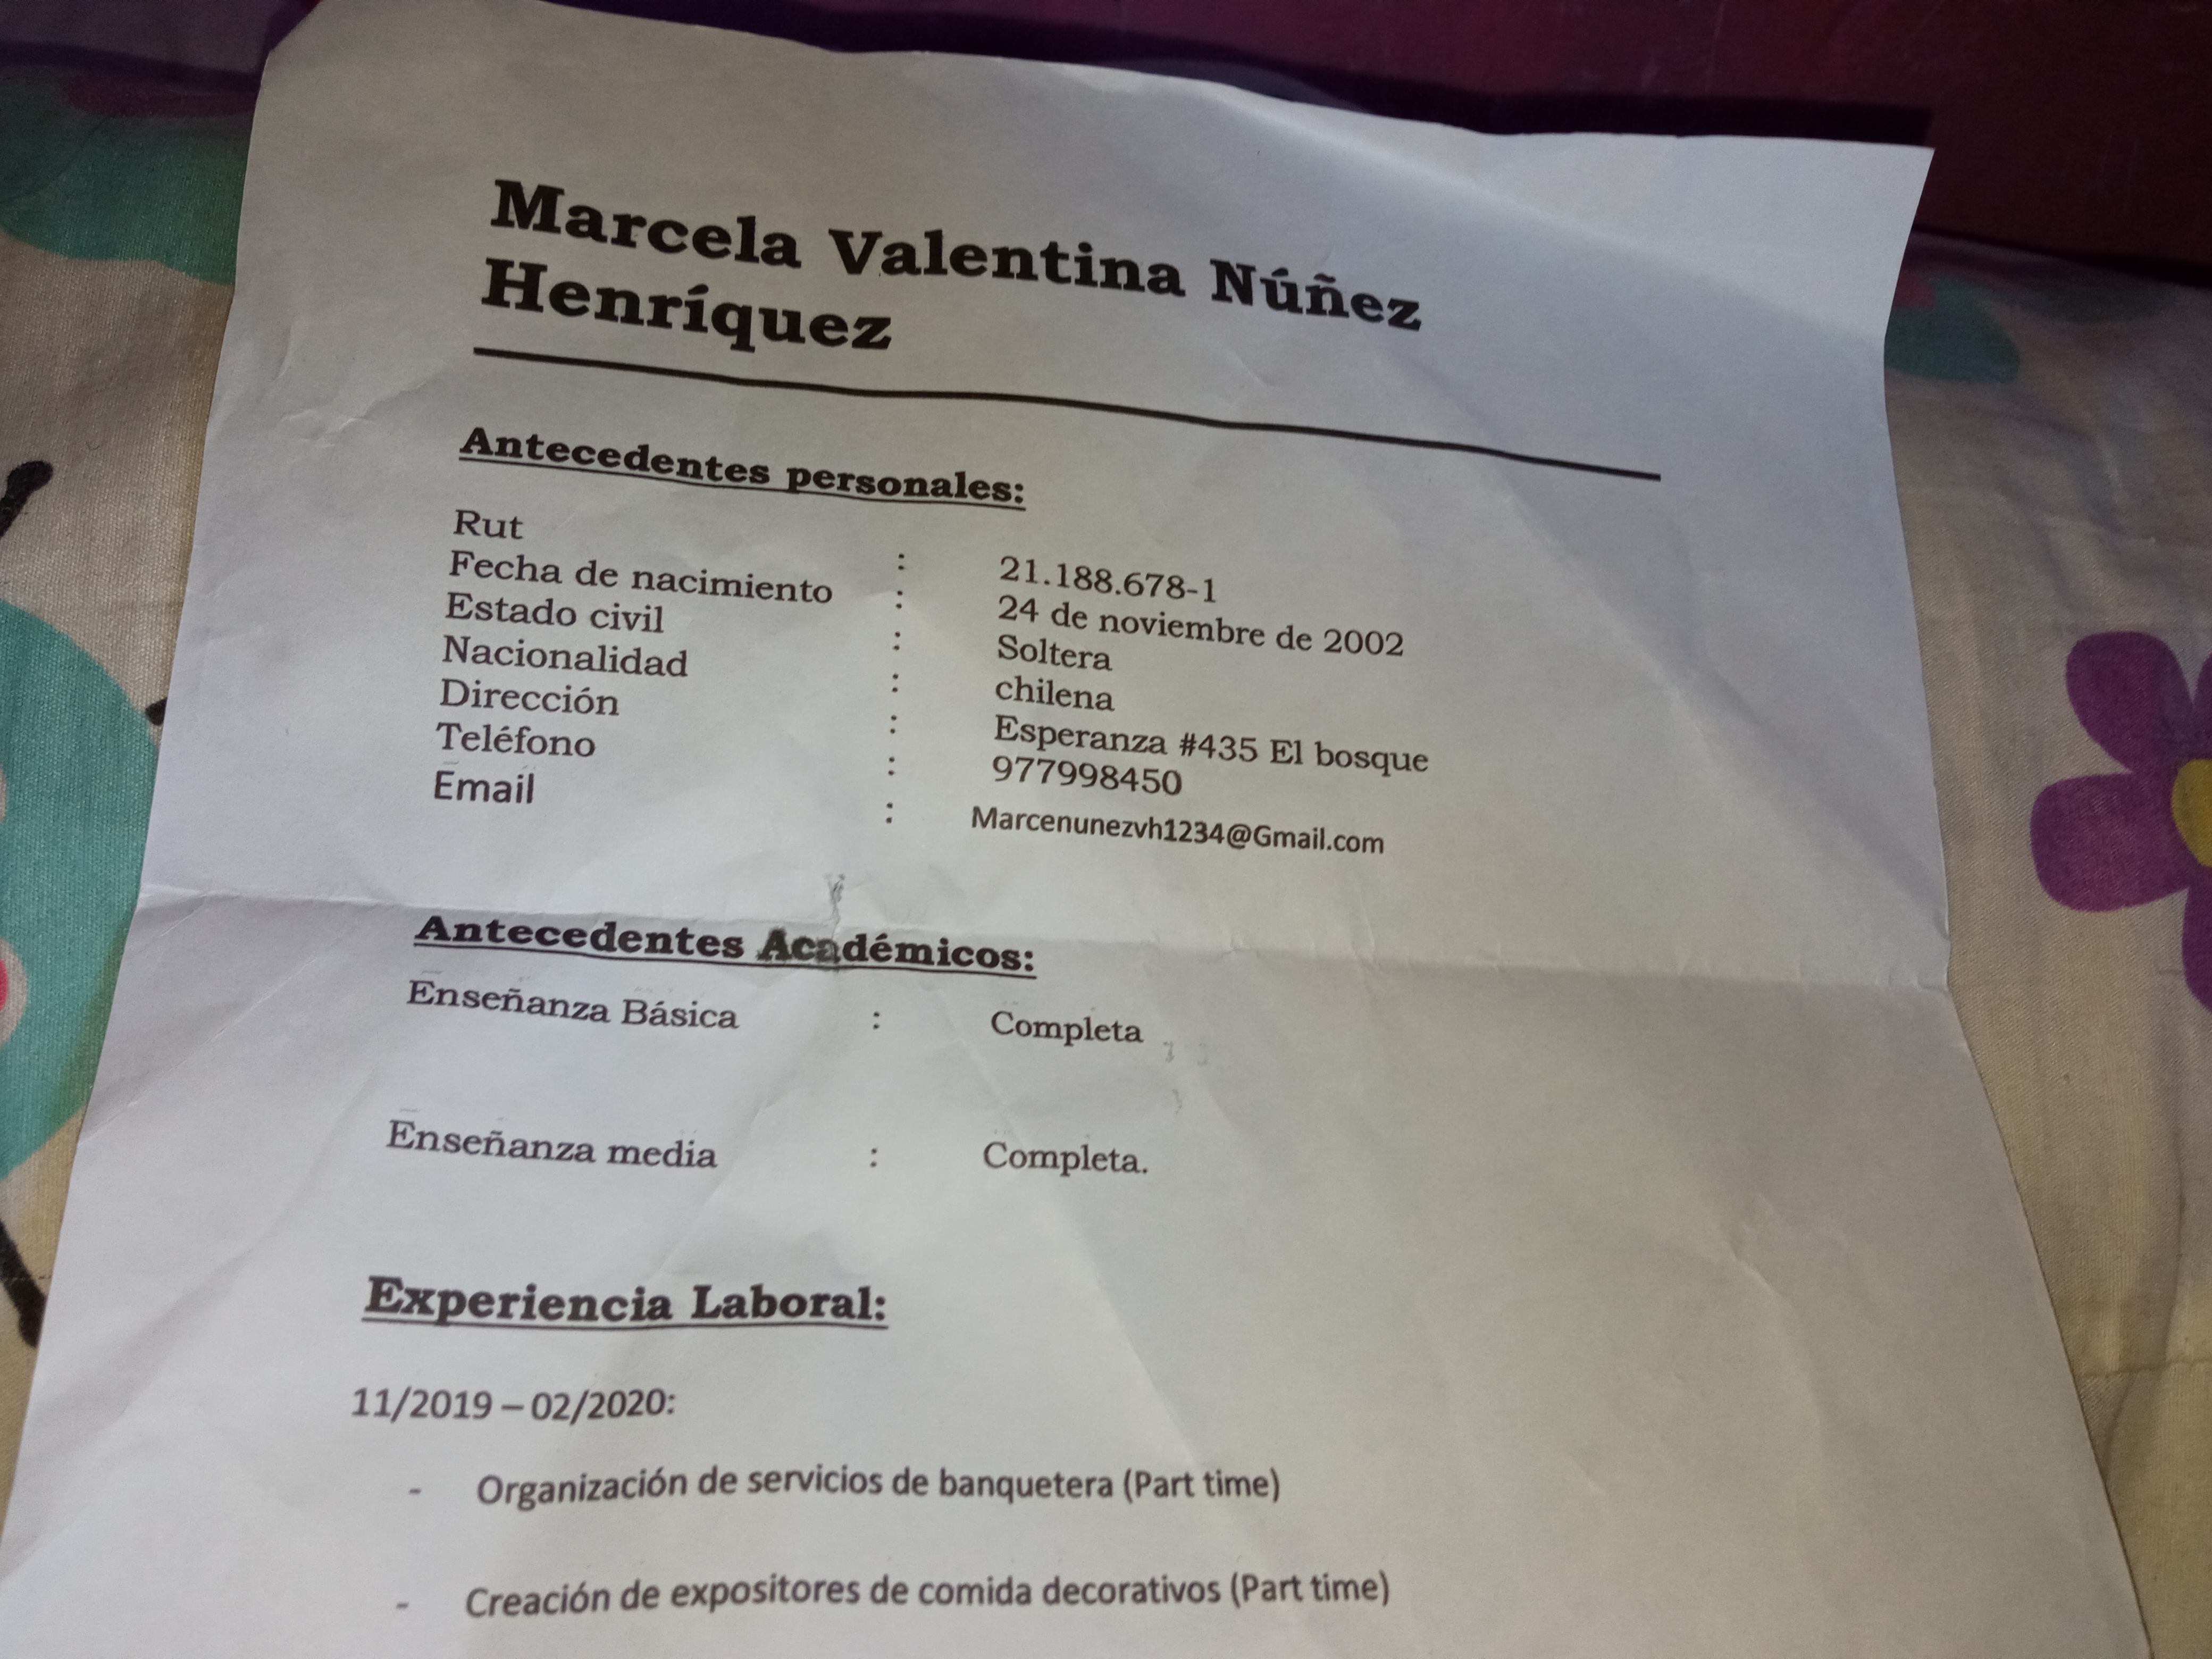 Marcela Valentina Núñez
Henríquez
Antecedentes personales:
Rut : 21.188.678-1
Fecha de nacimiento : 24 de noviembre de 2002
Estado civil : Soltera
Nacionalidad : chilena
Dirección : Esperanza #435 El bosque
Teléfono : 977998450
Email : Marcenunezvh1234@Gmail.com
Antecedentes Académicos:
Enseñanza Básica : Completa
Enseñanza media : Completa.
Experiencia Laboral:
11/2019 – 02/2020:
- Organización de servicios de banquetera (Part time)
- Creación de expositores de comida decorativos (Part time)